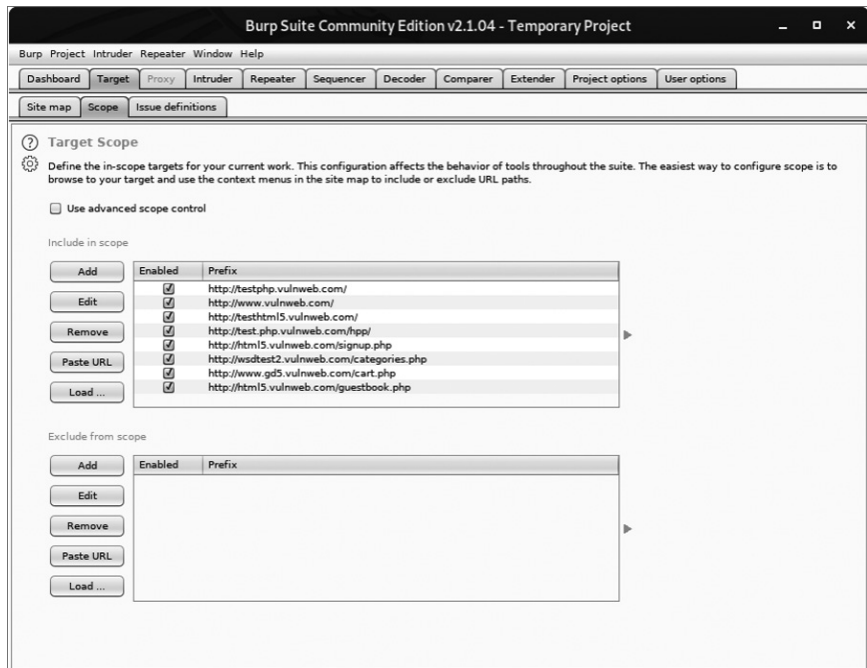 Burp Suite Community Edition v2.1.04 - Temporary Project
Burp Project Intruder Repeater Window Help
Dashboard Target Proxy Intruder Repeater Sequencer Decoder Comparer Extender Project options User options
Site map Scope Issue definitions
Target Scope
Define the in-scope targets for your current work. This configuration affects the behavior of tools throughout the suite. The easiest way to configure scope is to
browse to your target and use the context menus in the site map to include or exclude URL paths.
Use advanced scope control
Include in scope
Add
Edit
Remove
Paste URL
Load ...
Enabled Prefix
http://testphp.vulnweb.com/
http://www.vulnweb.com/
http://testhtml5.vulnweb.com/
http://test.php.vulnweb.com/hpp/
http://html5.vulnweb.com/signup.php
http://wsdtest2.vulnweb.com/categories.php
http://www.gd5.vulnweb.com/cart.php
http://html5.vulnweb.com/guestbook.php
Exclude from scope
Add
Edit
Remove
Paste URL
Load ...
Enabled Prefix